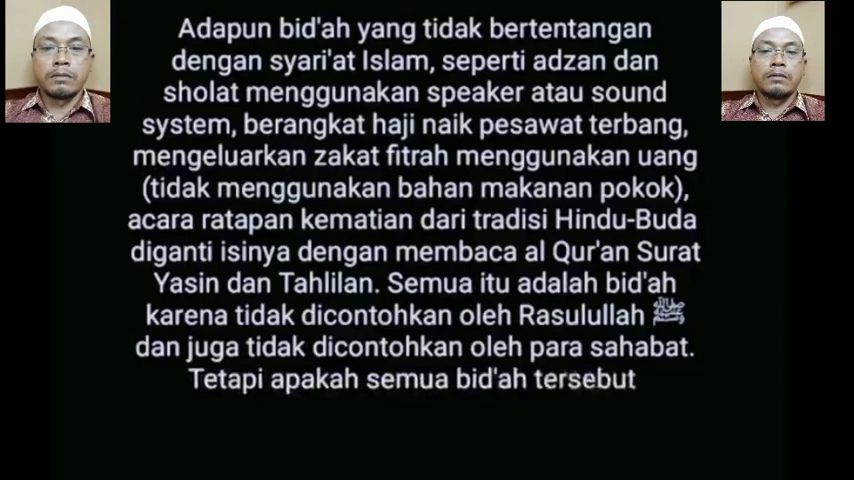 Adapun bid'ah yang tidak bertentangan
dengan syari'at Islam, seperti adzan dan
sholat menggunakan speaker atau sound
system, berangkat haji naik pesawat terbang,
mengeluarkan zakat fitrah menggunakan uang
(tidak menggunakan bahan makanan pokok),
acara ratapan kematian dari tradisi Hindu-Buda
diganti isinya dengan membaca al Qur'an Surat
Yasin dan Tahlilan. Semua itu adalah bid'ah
karena tidak dicontohkan oleh Rasulullah ﷺ
dan juga tidak dicontohkan oleh para sahabat.
Tetapi apakah semua bid'ah tersebut